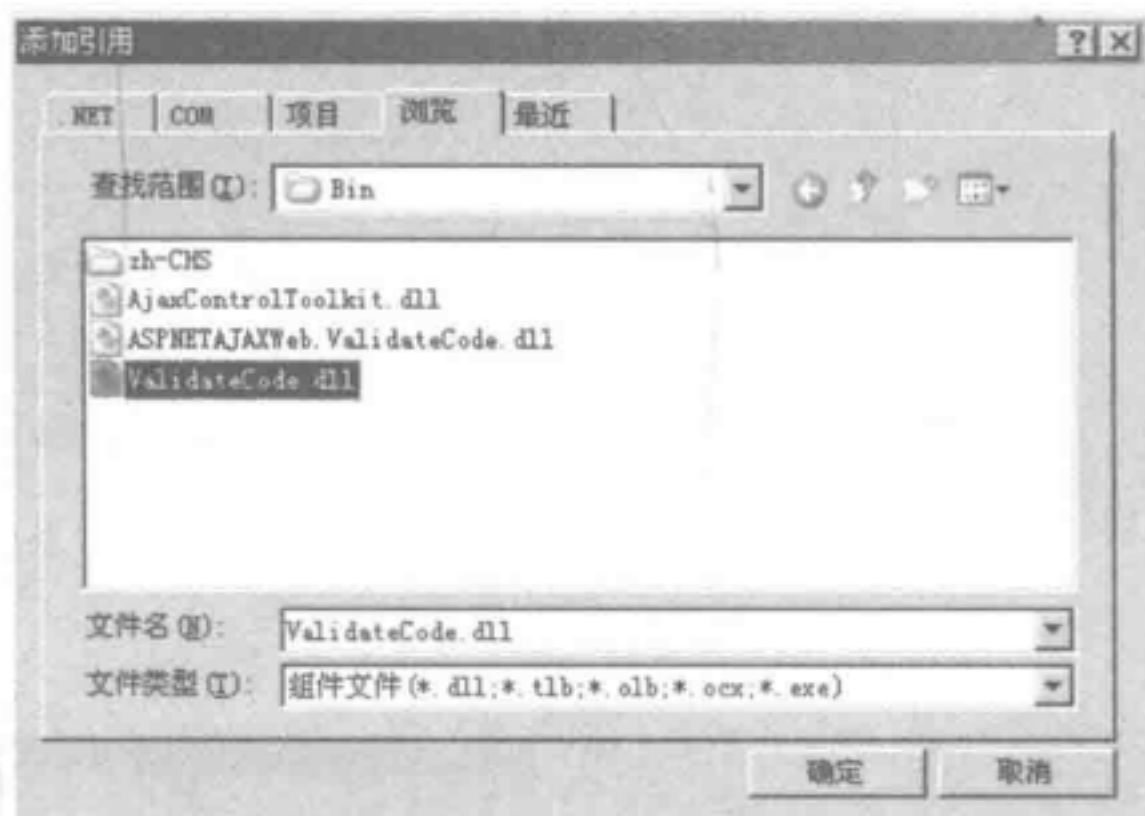 添加引用
.NET COM 项目 浏览 最近
查找范围(I): Bin
zh-CHS
AjaxControlToolkit.dll
ASPNETAJAXWeb.ValidateCode.dll
ValidateCode.dll
文件名(N): ValidateCode.dll
文件类型(T): 组件文件(*.dll;*.tlb;*.olb;*.ocx;*.exe)
确定 取消